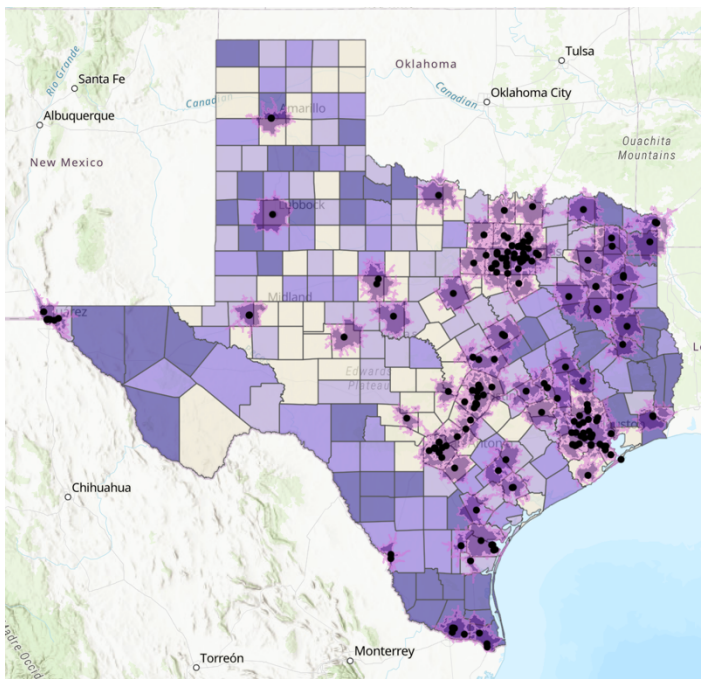 Tulsa
Oklahoma
Rio Grande
Santa Fe
Canadian
Canadian
Oklahoma City
Amarillo
Albuquerque
Ouachita
Mountains
New Mexico
Lubbock
Midland
Edwards
Plateau
Chihuahua
Torreón
Monterrey